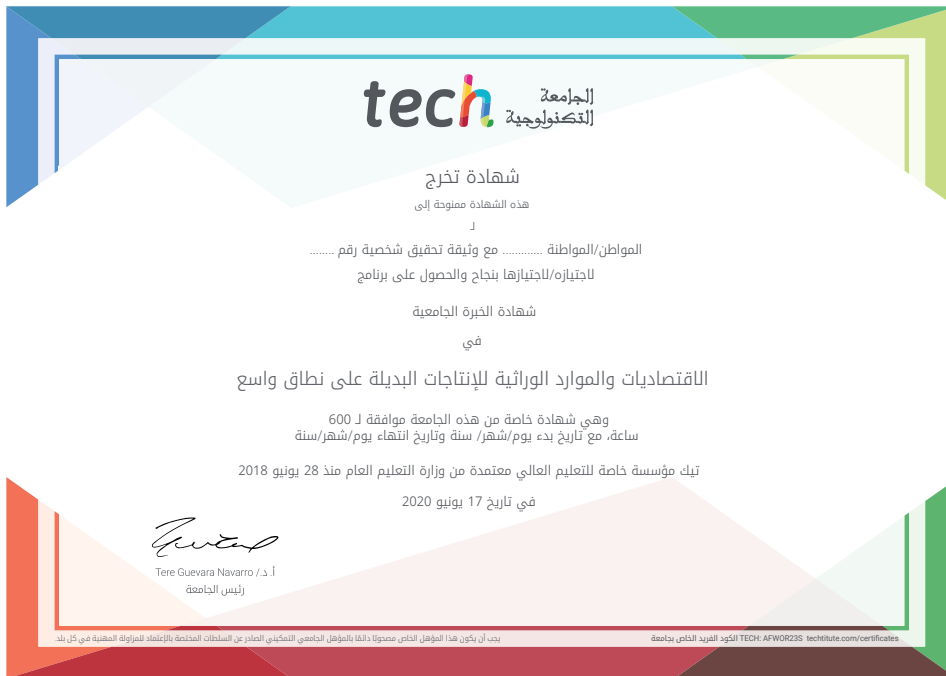 tech الجامعة
التكنولوجية
شهادة تخرج
هذه الشهادة ممنوحة إلى
لـ
المواطن/المواطنة ............. مع وثيقة تحقيق شخصية رقم ........
لاجتيازه/لاجتيازها بنجاح والحصول على برنامج
شهادة الخبرة الجامعية
في
الاقتصاديات والموارد الوراثية للإنتاجات البديلة على نطاق واسع
وهي شهادة خاصة من هذه الجامعة موافقة لـ 600
ساعة، مع تاريخ بدء يوم/شهر/ سنة وتاريخ انتهاء يوم/شهر/سنة
تيك مؤسسة خاصة للتعليم العالي معتمدة من وزارة التعليم العام منذ 28 يونيو 2018
في تاريخ 17 يونيو 2020
أ. د./ Tere Guevara Navarro
رئيس الجامعة
يجب أن يكون هذا المؤهل الخاص مصحوبًا دائمًا بالمؤهل الجامعي التمكيني الصادر عن السلطات المختصة بالإعتماد للمزاولة المهنية في كل بلد.
الكود الفريد الخاص بجامعة TECH: AFWOR23S techtitute.com/certificates